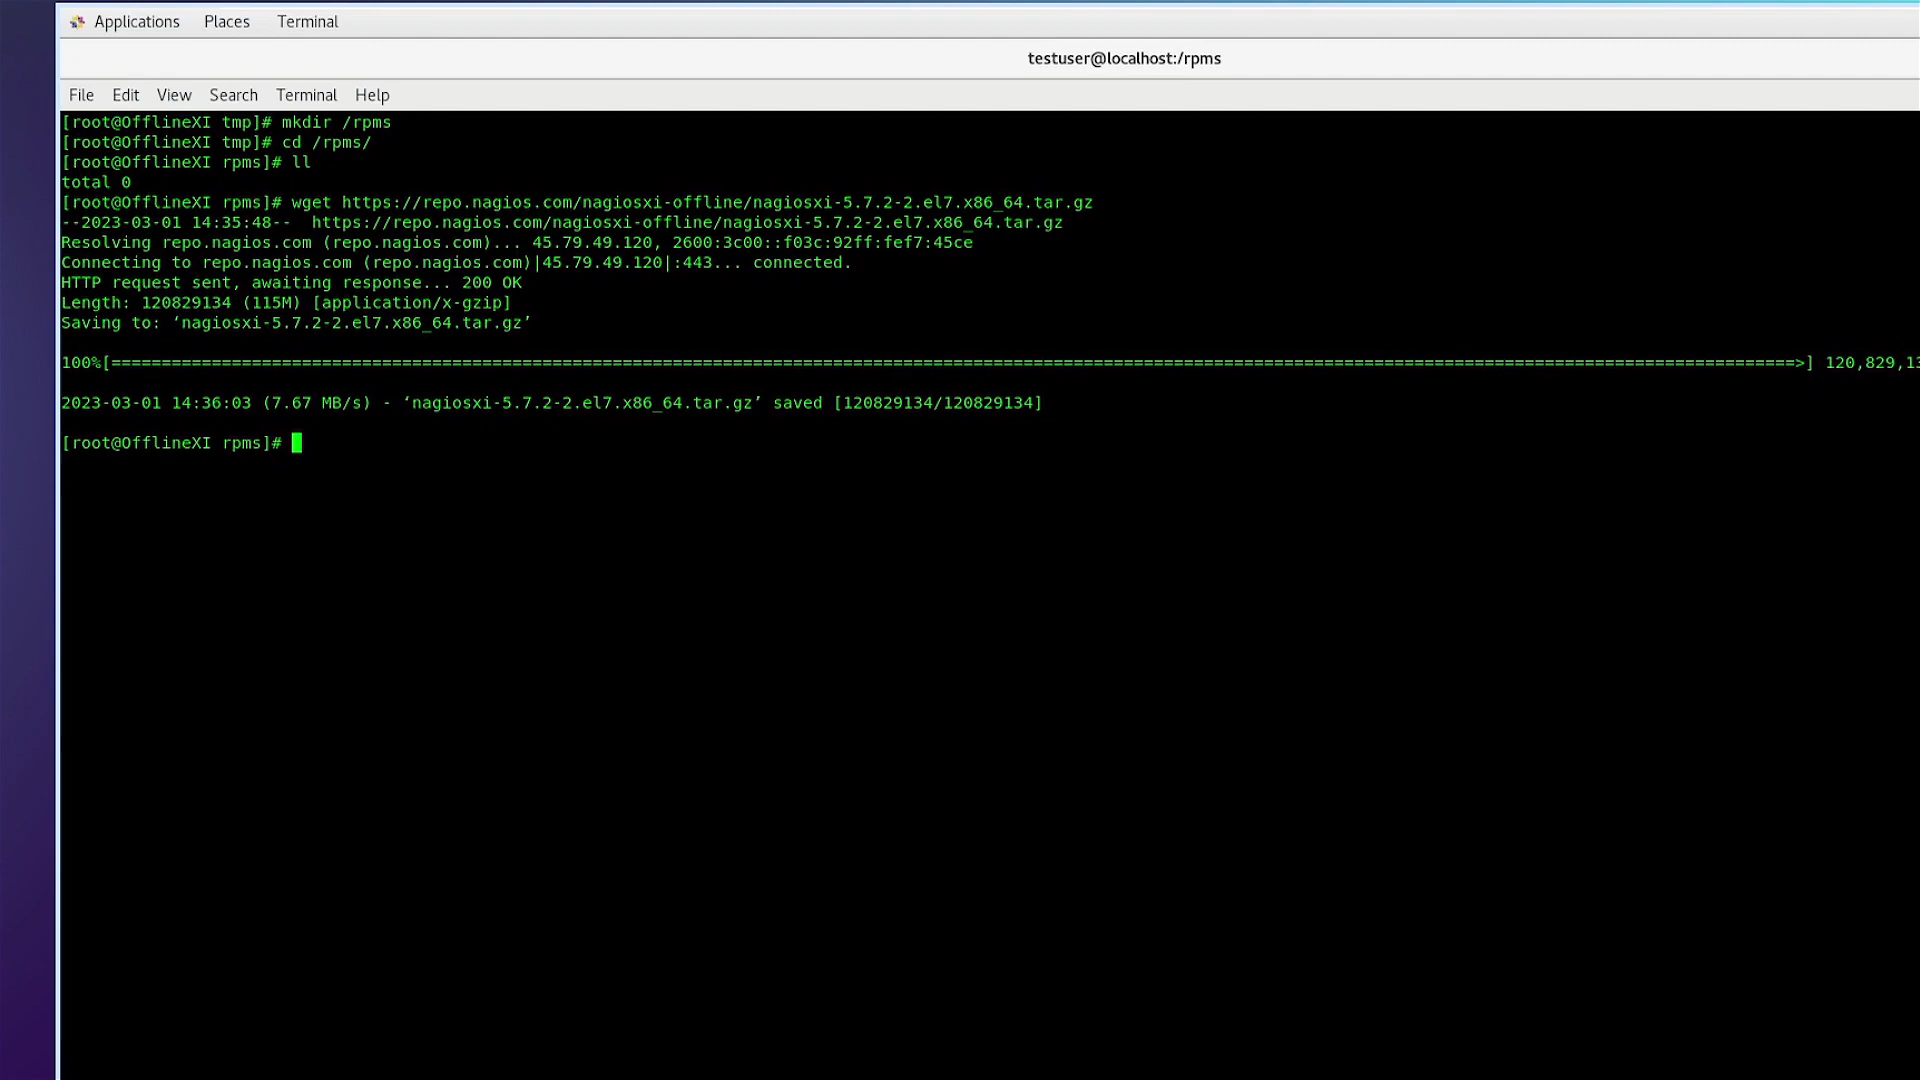 Applications Places Terminal
testuser@localhost:/rpms
File Edit View Search Terminal Help
[root@OfflineXI tmp]# mkdir /rpms
[root@OfflineXI tmp]# cd /rpms/
[root@OfflineXI rpms]# ll
total 0
[root@OfflineXI rpms]# wget https://repo.nagios.com/nagiosxi-offline/nagiosxi-5.7.2-2.el7.x86_64.tar.gz
--2023-03-01 14:35:48--  https://repo.nagios.com/nagiosxi-offline/nagiosxi-5.7.2-2.el7.x86_64.tar.gz
Resolving repo.nagios.com (repo.nagios.com)... 45.79.49.120, 2600:3c00::f03c:92ff:fef7:45ce
Connecting to repo.nagios.com (repo.nagios.com)|45.79.49.120|:443... connected.
HTTP request sent, awaiting response... 200 OK
Length: 120829134 (115M) [application/x-gzip]
Saving to: ‘nagiosxi-5.7.2-2.el7.x86_64.tar.gz’
100%[========================================================================================================================================================================>] 120,829,13
2023-03-01 14:36:03 (7.67 MB/s) - ‘nagiosxi-5.7.2-2.el7.x86_64.tar.gz’ saved [120829134/120829134]
[root@OfflineXI rpms]#